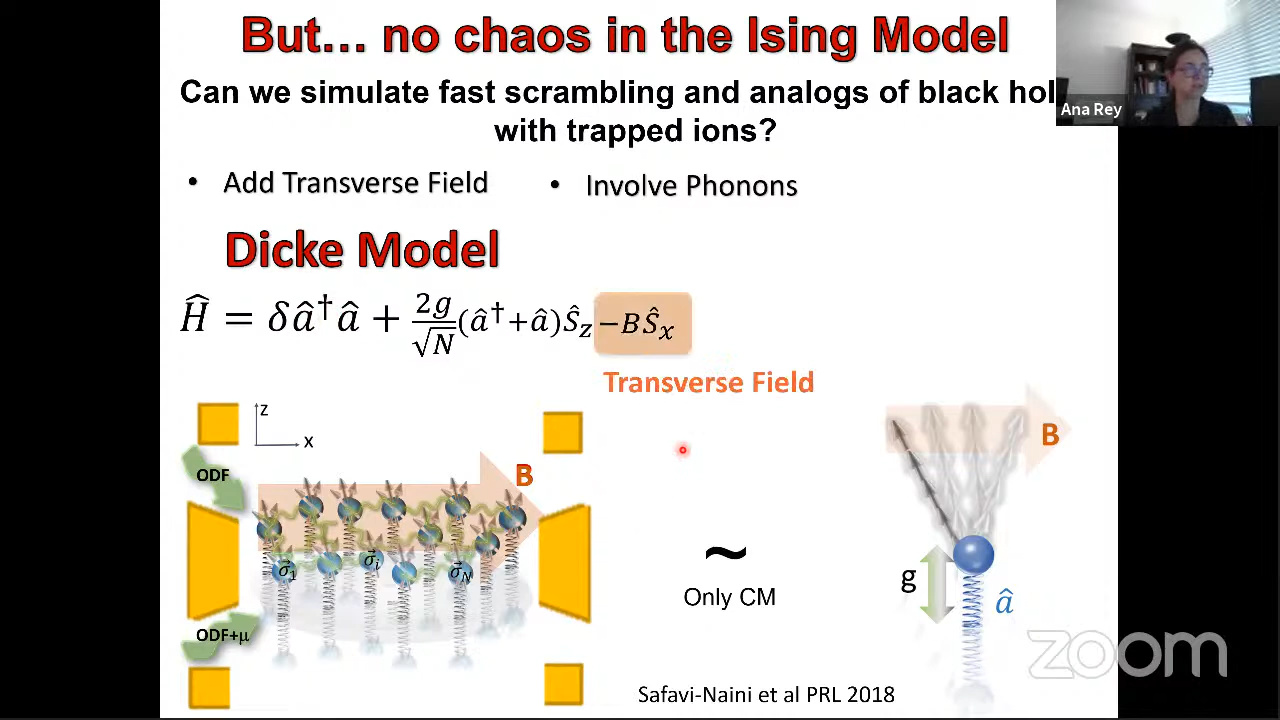 But... no chaos in the Ising Model
Can we simulate fast scrambling and analogs of black hol
with trapped ions?
Ana Rey
• Add Transverse Field
• Involve Phonons
Dicke Model
Ĥ = δâ†â + 2g/√N (â†+â)Ŝz −BŜx
Transverse Field
z
x
ODF
B
B
σ⃗1
σ⃗i
σ⃗N
~
Only CM
g
â
ODF+μ
zoom
Safavi-Naini et al PRL 2018